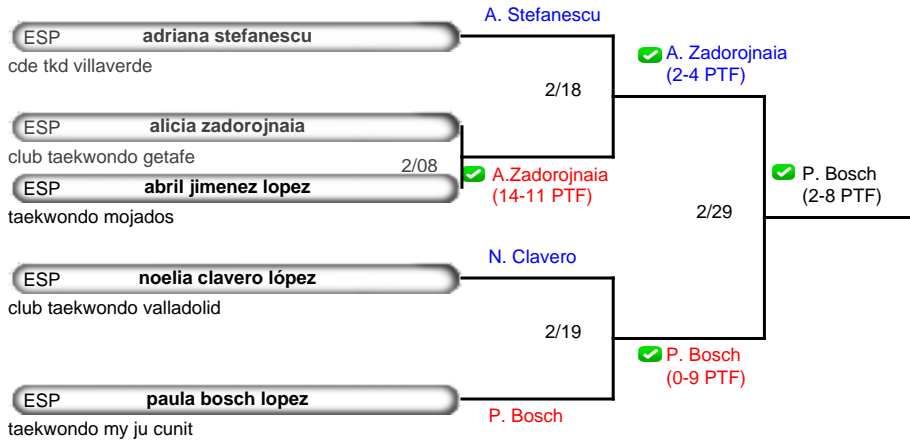 A. Stefanescu
ESP adriana stefanescu
cde tkd villaverde
A. Zadorojnaia
(2-4 PTF)
2/18
ESP alicia zadorojnaia
club taekwondo getafe
2/08
ESP abril jimenez lopez
taekwondo mojados
A.Zadorojnaia
(14-11 PTF)
P. Bosch
(2-8 PTF)
2/29
N. Clavero
ESP noelia clavero lópez
club taekwondo valladolid
2/19
P. Bosch
(0-9 PTF)
ESP paula bosch lopez
P. Bosch
taekwondo my ju cunit